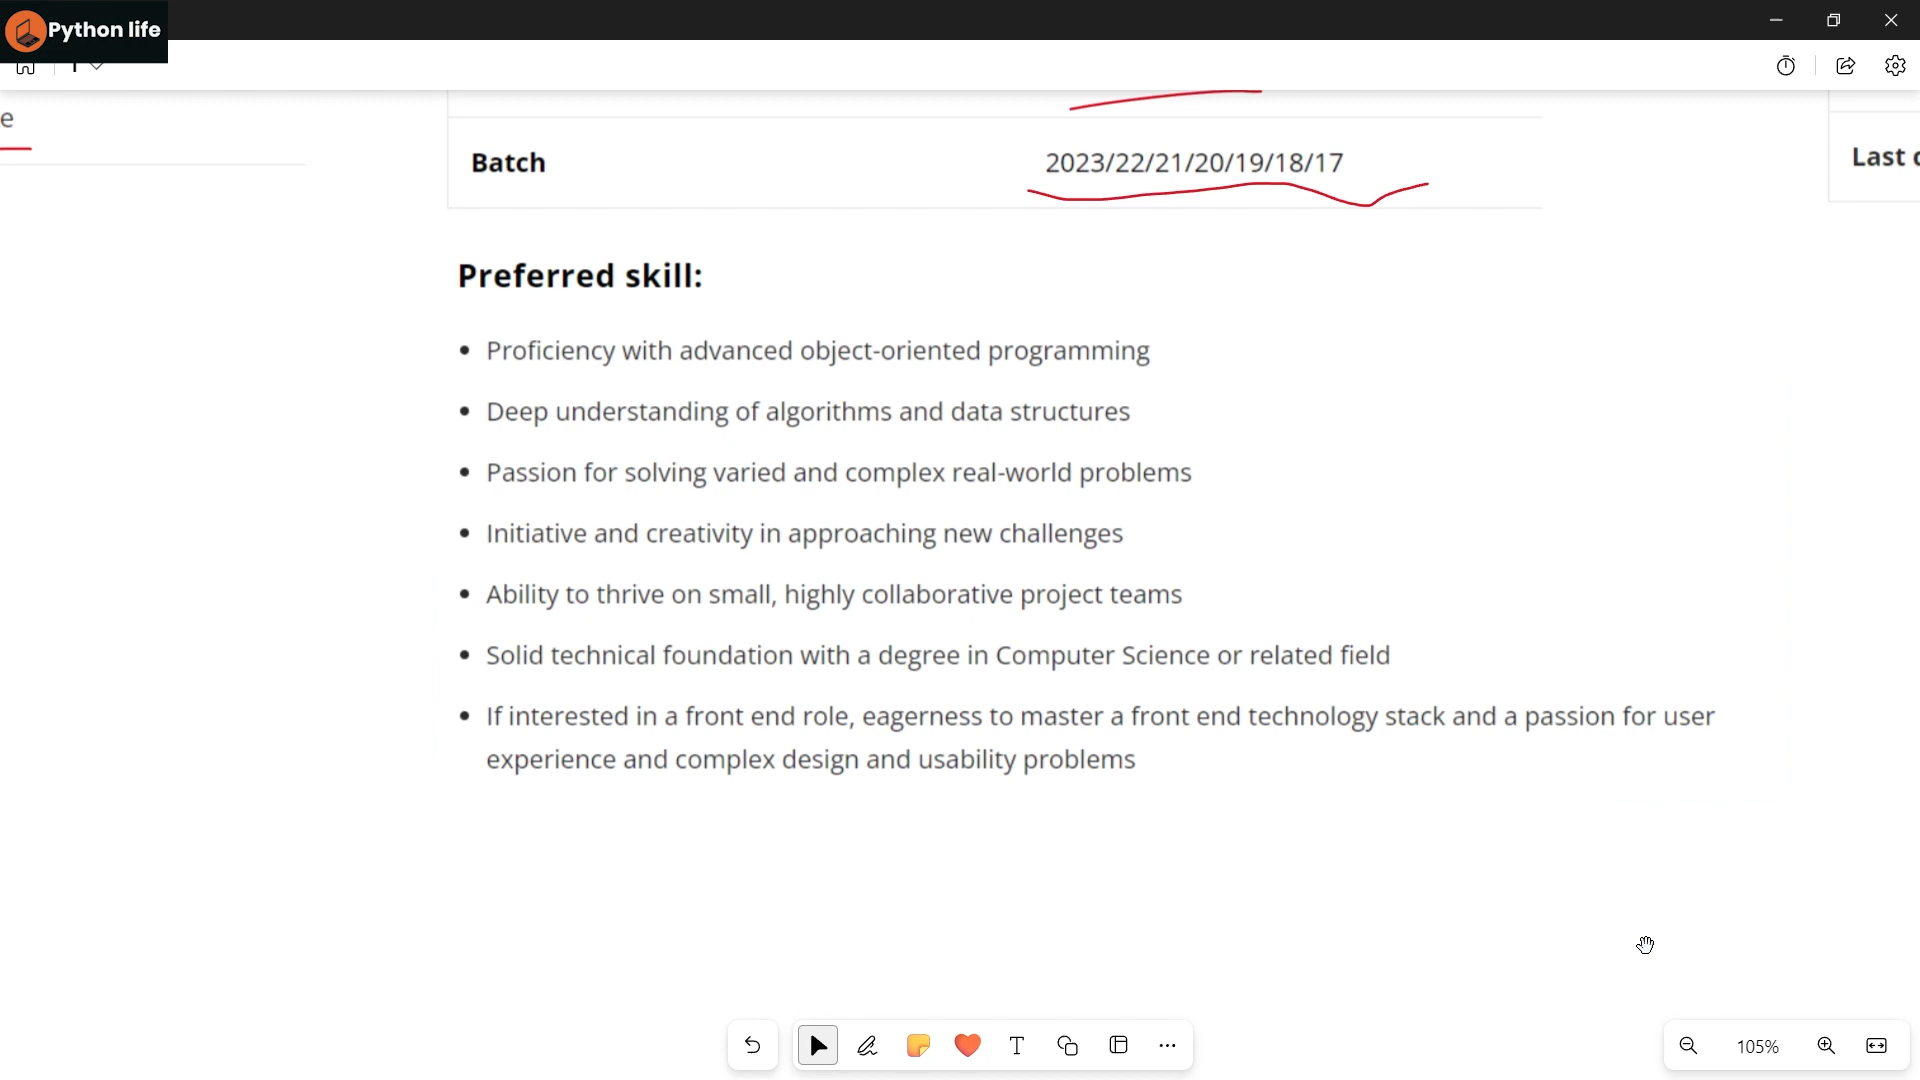 Python life
e
Batch 2023/22/21/20/19/18/17
Last
Preferred skill:
• Proficiency with advanced object-oriented programming
• Deep understanding of algorithms and data structures
• Passion for solving varied and complex real-world problems
• Initiative and creativity in approaching new challenges
• Ability to thrive on small, highly collaborative project teams
• Solid technical foundation with a degree in Computer Science or related field
• If interested in a front end role, eagerness to master a front end technology stack and a passion for user
experience and complex design and usability problems
105%